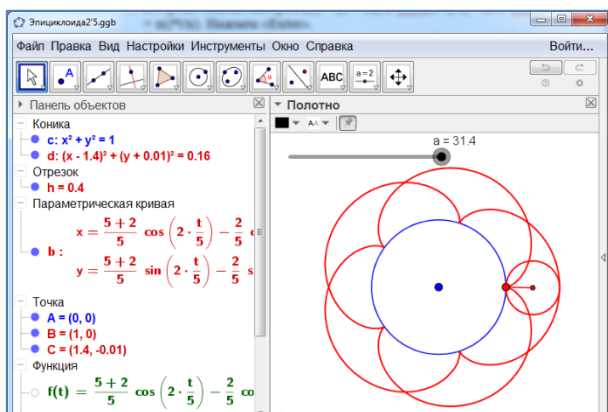 Эпициклоида2'5.ggb
Файл Правка Вид Настройки Инструменты Окно Справка Войти...
A ABC a=2
Панель объектов
Полотно
Коника
c: x² + y² = 1
d: (x - 1.4)² + (y + 0.01)² = 0.16
Отрезок
h = 0.4
Параметрическая кривая
b :
x = (5 + 2)/5 cos (2 · t/5) − 2/5 c
y = (5 + 2)/5 sin (2 · t/5) − 2/5 s
Точка
A = (0, 0)
B = (1, 0)
C = (1.4, -0.01)
Функция
f(t) = (5 + 2)/5 cos (2 · t/5) − 2/5 co
AA
a = 31.4